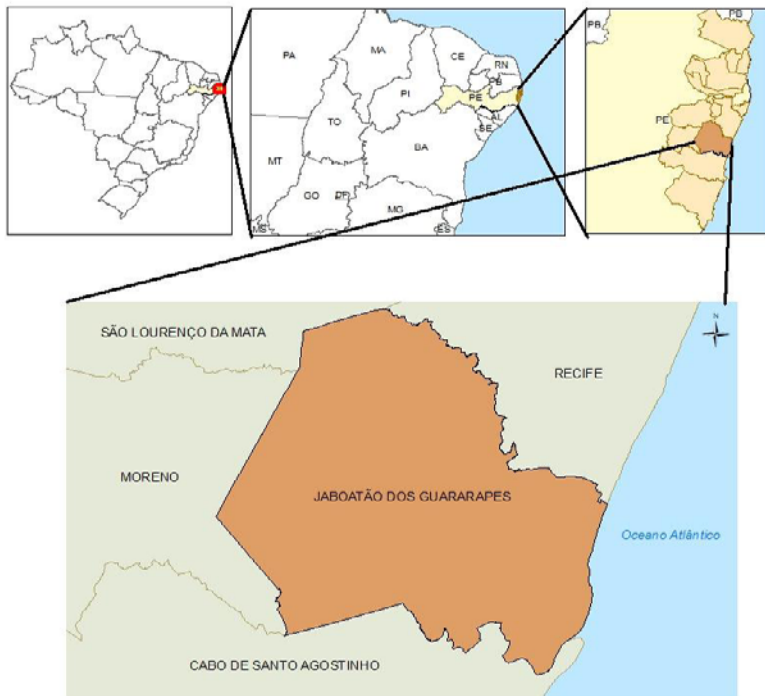 PA
MA
CE
RN
PB
PI
PE
TO
AL
SE
BA
MT
GO
DF
MG
MS
ES
PB
PB
PE
SÃO LOURENÇO DA MATA
N
RECIFE
MORENO
JABOATÃO DOS GUARARAPES
Oceano Atlântico
CABO DE SANTO AGOSTINHO